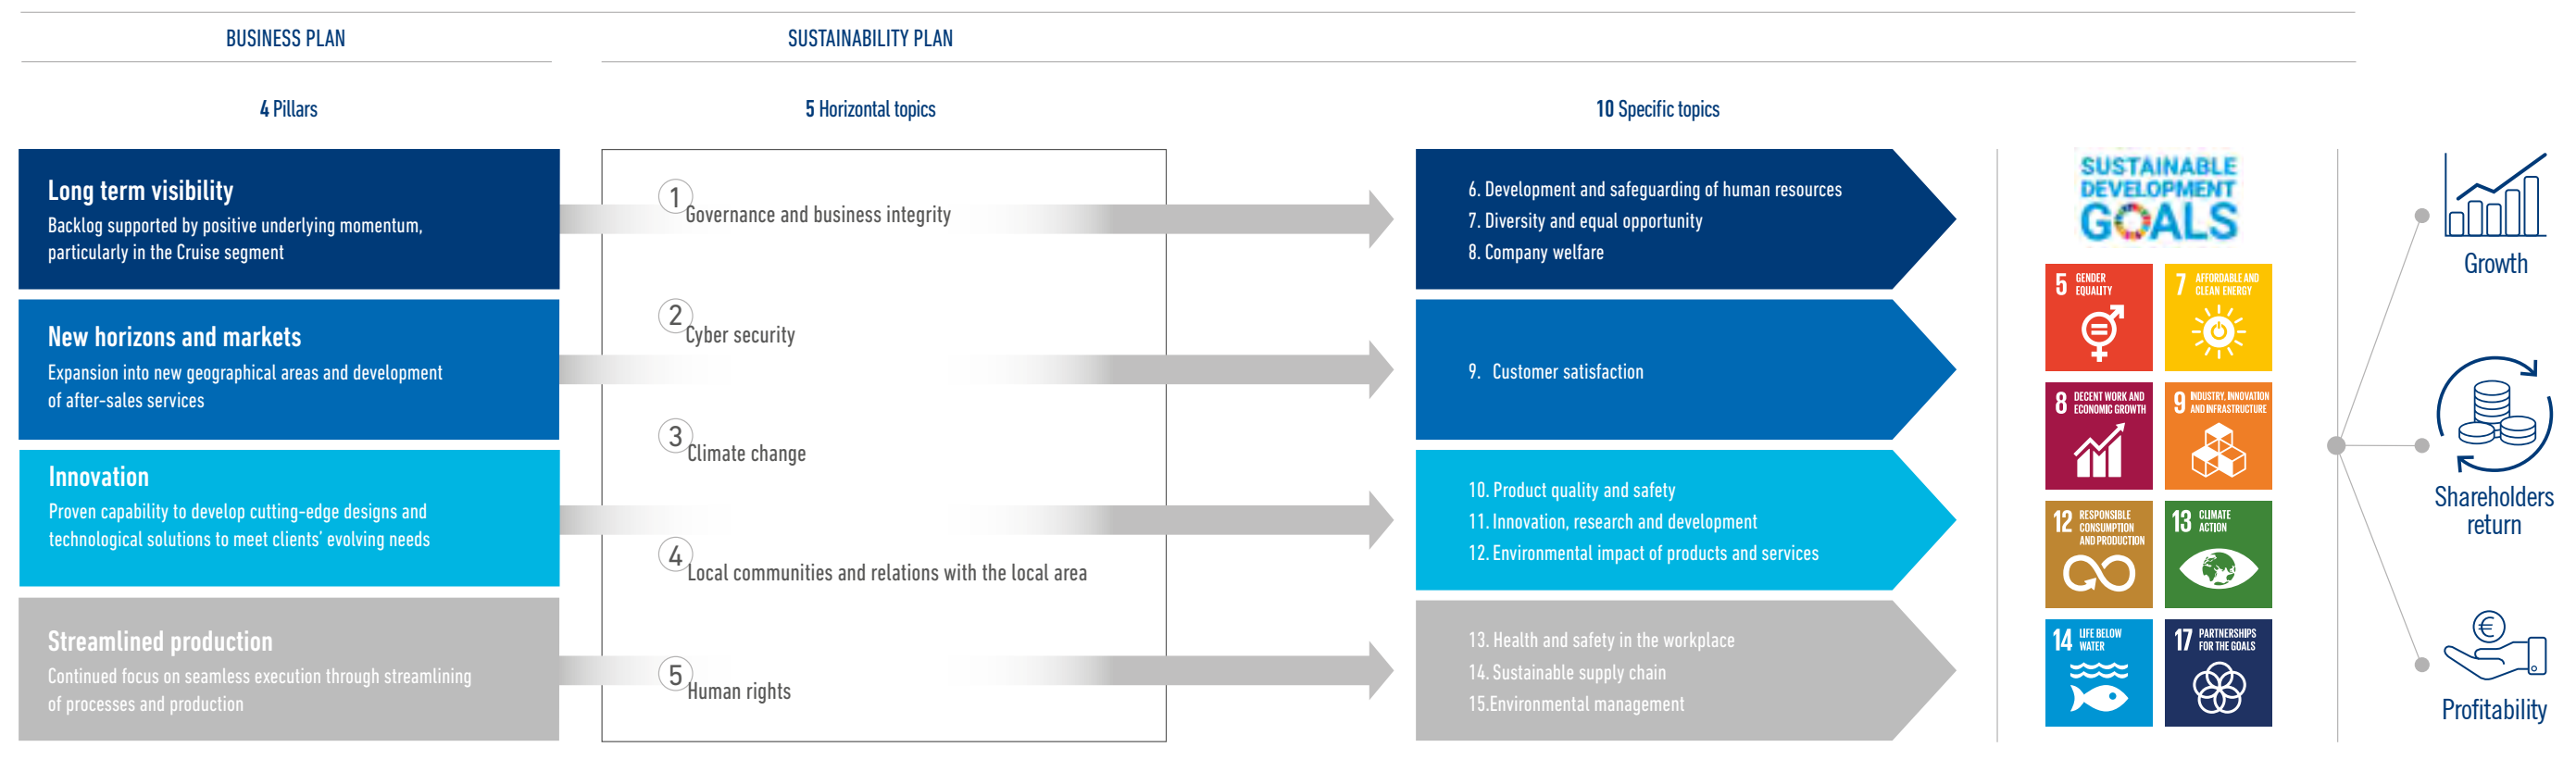 BUSINESS PLAN
SUSTAINABILITY PLAN
4 Pillars
5 Horizontal topics
10 Specific topics
Long term visibility
Backlog supported by positive underlying momentum,
particularly in the Cruise segment
New horizons and markets
Expansion into new geographical areas and development
of after-sales services
Innovation
Proven capability to develop cutting-edge designs and
technological solutions to meet clients’ evolving needs
Streamlined production
Continued focus on seamless execution through streamlining
of processes and production
1
Governance and business integrity
2
Cyber security
3
Climate change
4
Local communities and relations with the local area
5
Human rights
6. Development and safeguarding of human resources
7. Diversity and equal opportunity
8. Company welfare
9. Customer satisfaction
10. Product quality and safety
11. Innovation, research and development
12. Environmental impact of products and services
13. Health and safety in the workplace
14. Sustainable supply chain
15.Environmental management
SUSTAINABLE
DEVELOPMENT
GOALS
5 GENDER
EQUALITY
7 AFFORDABLE AND
CLEAN ENERGY
8 DECENT WORK AND
ECONOMIC GROWTH
9 INDUSTRY, INNOVATION
AND INFRASTRUCTURE
12 RESPONSIBLE
CONSUMPTION
AND PRODUCTION
13 CLIMATE
ACTION
14 LIFE BELOW
WATER
17 PARTNERSHIPS
FOR THE GOALS
Growth
Shareholders
return
€
Profitability